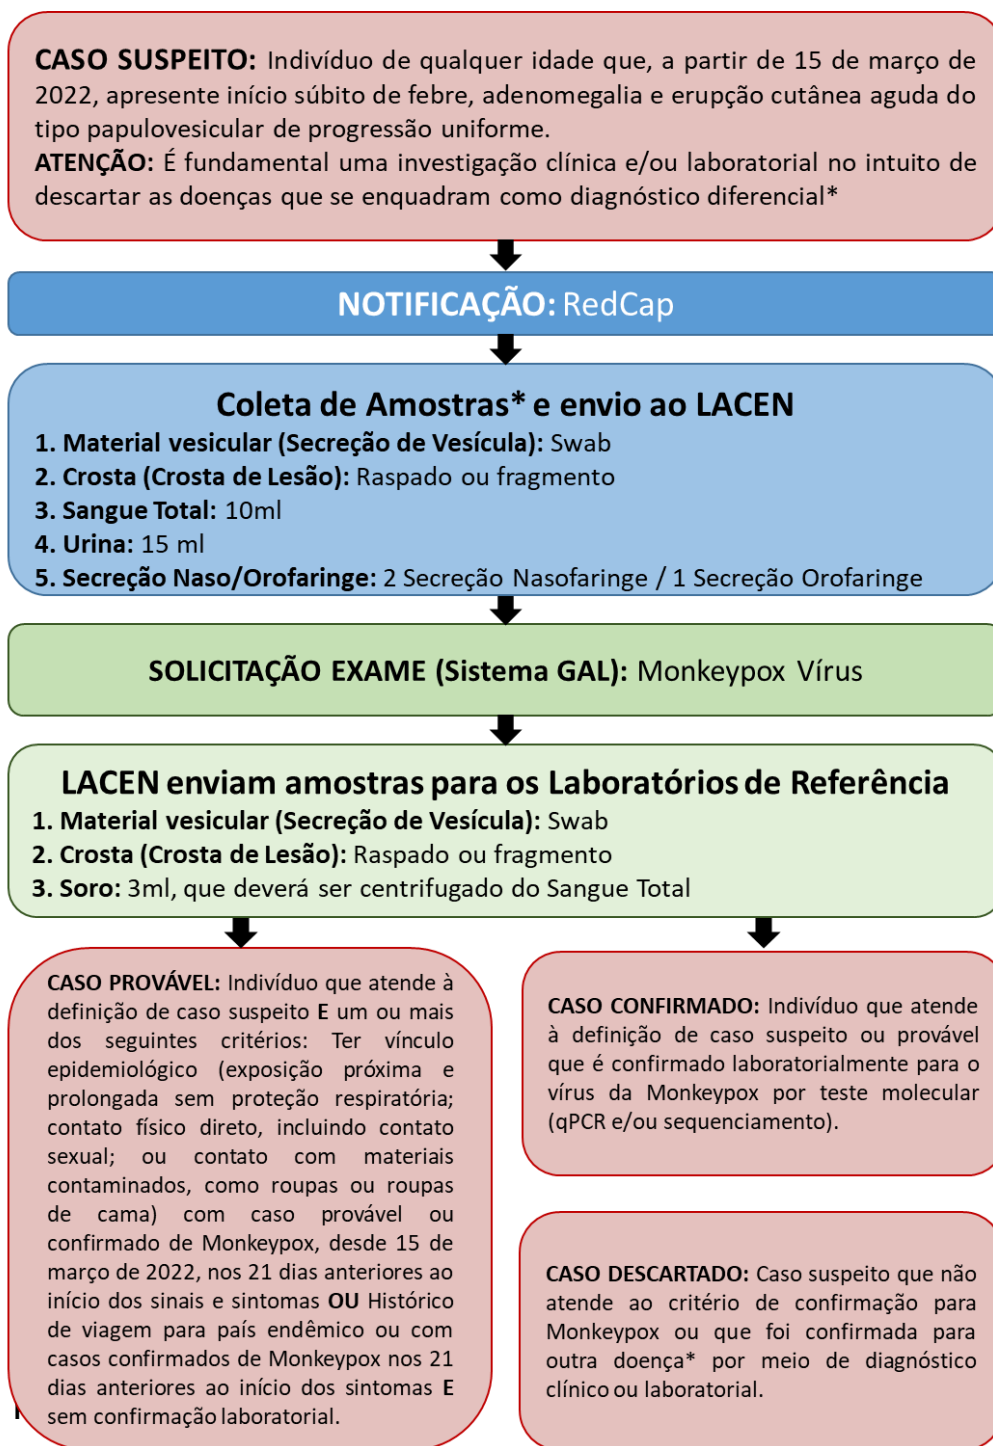 CASO SUSPEITO: Indivíduo de qualquer idade que, a partir de 15 de março de
2022, apresente início súbito de febre, adenomegalia e erupção cutânea aguda do
tipo papulovesicular de progressão uniforme.
ATENÇÃO: É fundamental uma investigação clínica e/ou laboratorial no intuito de
descartar as doenças que se enquadram como diagnóstico diferencial*
NOTIFICAÇÃO: RedCap
Coleta de Amostras* e envio ao LACEN
1. Material vesicular (Secreção de Vesícula): Swab
2. Crosta (Crosta de Lesão): Raspado ou fragmento
3. Sangue Total: 10ml
4. Urina: 15 ml
5. Secreção Naso/Orofaringe: 2 Secreção Nasofaringe / 1 Secreção Orofaringe
SOLICITAÇÃO EXAME (Sistema GAL): Monkeypox Vírus
LACEN enviam amostras para os Laboratórios de Referência
1. Material vesicular (Secreção de Vesícula): Swab
2. Crosta (Crosta de Lesão): Raspado ou fragmento
3. Soro: 3ml, que deverá ser centrifugado do Sangue Total
CASO PROVÁVEL: Indivíduo que atende à
definição de caso suspeito E um ou mais
dos seguintes critérios: Ter vínculo
epidemiológico (exposição próxima e
prolongada sem proteção respiratória;
contato físico direto, incluindo contato
sexual; ou contato com materiais
contaminados, como roupas ou roupas
de cama) com caso provável ou
confirmado de Monkeypox, desde 15 de
março de 2022, nos 21 dias anteriores ao
início dos sinais e sintomas OU Histórico
de viagem para país endêmico ou com
casos confirmados de Monkeypox nos 21
dias anteriores ao início dos sintomas E
sem confirmação laboratorial.
CASO CONFIRMADO: Indivíduo que atende
à definição de caso suspeito ou provável
que é confirmado laboratorialmente para o
vírus da Monkeypox por teste molecular
(qPCR e/ou sequenciamento).
CASO DESCARTADO: Caso suspeito que não
atende ao critério de confirmação para
Monkeypox ou que foi confirmada para
outra doença* por meio de diagnóstico
clínico ou laboratorial.